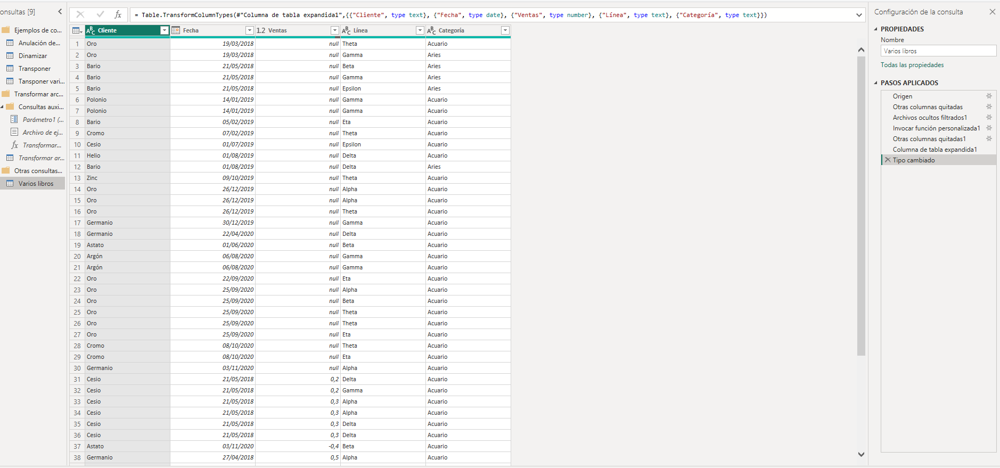 onsultas [9]
Ejemplos de co...
Anulación de...
Dinamizar
Transponer
Tansponer vari...
Transformar arc...
Consultas auxi...
Parámetro1 (...
Archivo de ej...
fx Transformar...
Transformar ar...
Otras consultas...
Varios libros
fx = Table.TransformColumnTypes(#"Columna de tabla expandida1",{{"Cliente", type text}, {"Fecha", type date}, {"Ventas", type number}, {"Línea", type text}, {"Categoría", type text}})
ABC Cliente Fecha 1.2 Ventas ABC Línea ABC Categoría
1 Oro 19/03/2018 null Theta Acuario
2 Oro 19/03/2018 null Gamma Aries
3 Bario 21/05/2018 null Beta Aries
4 Bario 21/05/2018 null Gamma Aries
5 Bario 21/05/2018 null Epsilon Aries
6 Polonio 14/01/2019 null Gamma Acuario
7 Polonio 14/01/2019 null Gamma Acuario
8 Bario 05/02/2019 null Eta Acuario
9 Cromo 07/02/2019 null Theta Acuario
10 Cesio 01/07/2019 null Epsilon Acuario
11 Helio 01/08/2019 null Delta Acuario
12 Bario 01/08/2019 null Delta Aries
13 Zinc 09/10/2019 null Theta Acuario
14 Oro 26/12/2019 null Alpha Acuario
15 Oro 26/12/2019 null Alpha Acuario
16 Oro 26/12/2019 null Theta Acuario
17 Germanio 30/12/2019 null Gamma Acuario
18 Germanio 22/04/2020 null Delta Acuario
19 Astato 01/06/2020 null Beta Acuario
20 Argón 06/08/2020 null Gamma Acuario
21 Argón 06/08/2020 null Gamma Acuario
22 Oro 22/09/2020 null Eta Acuario
23 Oro 25/09/2020 null Alpha Acuario
24 Oro 25/09/2020 null Beta Acuario
25 Oro 25/09/2020 null Theta Acuario
26 Oro 25/09/2020 null Theta Acuario
27 Oro 25/09/2020 null Eta Acuario
28 Cromo 08/10/2020 null Theta Acuario
29 Cromo 08/10/2020 null Eta Acuario
30 Germanio 03/11/2020 null Alpha Acuario
31 Cesio 21/05/2018 0,2 Delta Acuario
32 Cesio 21/05/2018 0,2 Gamma Acuario
33 Cesio 21/05/2018 0,3 Alpha Acuario
34 Cesio 21/05/2018 0,3 Alpha Acuario
35 Cesio 21/05/2018 0,3 Delta Acuario
36 Cesio 21/05/2018 0,3 Delta Acuario
37 Astato 03/11/2020 -0,4 Beta Acuario
38 Germanio 27/04/2018 0,5 Alpha Acuario
Configuración de la consulta
PROPIEDADES
Nombre
Varios libros
Todas las propiedades
PASOS APLICADOS
Origen
Otras columnas quitadas
Archivos ocultos filtrados1
Invocar función personalizada1
Otras columnas quitadas1
Columna de tabla expandida1
Tipo cambiado